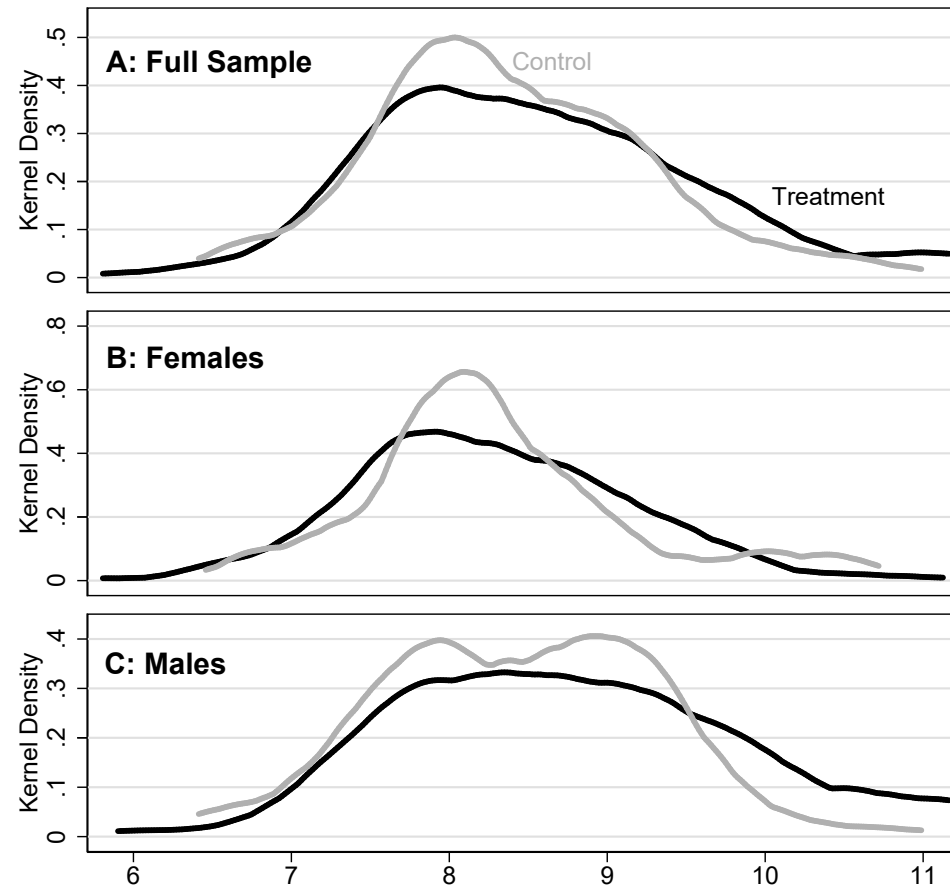 A: Full Sample
Control
Treatment
Kernel Density
0
.1
.2
.3
.4
.5
B: Females
Kernel Density
0
.2
.4
.6
.8
C: Males
Kernel Density
0
.1
.2
.3
.4
6 7 8 9 10 11